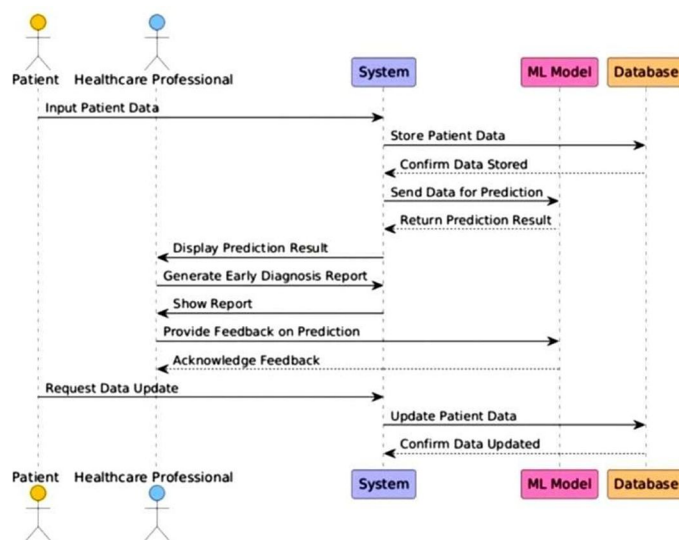 Patient
Healthcare Professional
System
ML Model
Database
Input Patient Data
Store Patient Data
Confirm Data Stored
Send Data for Prediction
Return Prediction Result
Display Prediction Result
Generate Early Diagnosis Report
Show Report
Provide Feedback on Prediction
Acknowledge Feedback
Request Data Update
Update Patient Data
Confirm Data Updated
Patient
Healthcare Professional
System
ML Model
Database